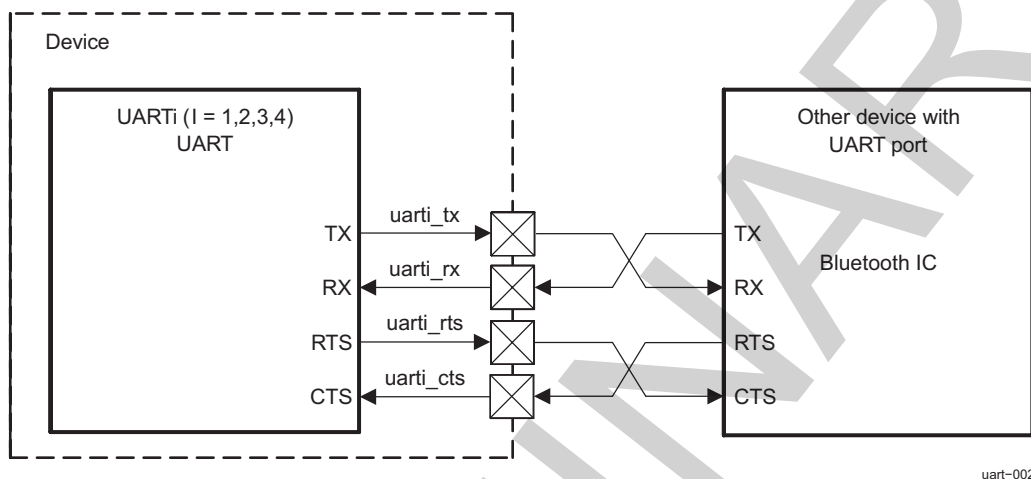 Device
UARTi (I = 1,2,3,4)
UART
Other device with
UART port
Bluetooth IC
TX
uarti_tx
TX
RX
uarti_rx
RX
RTS
uarti_rts
RTS
CTS
uarti_cts
CTS
uart−002